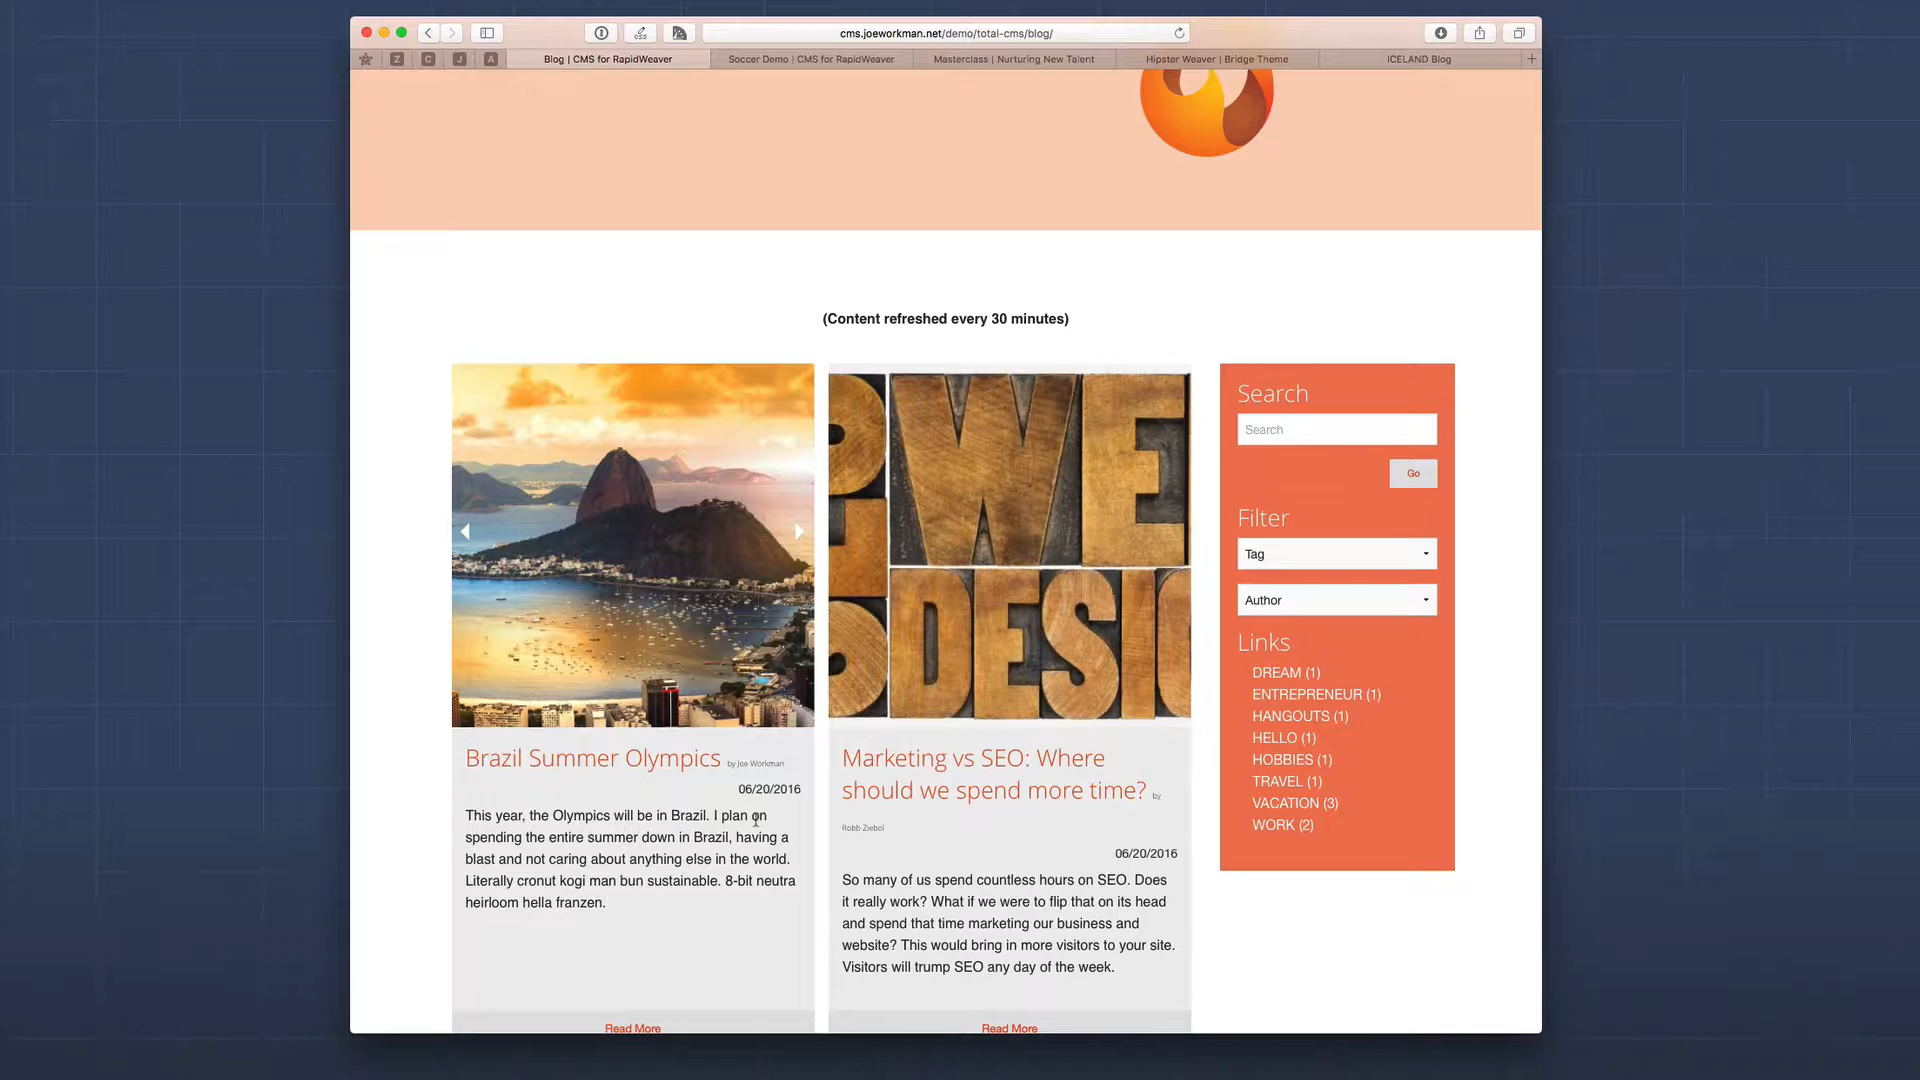 cms.joeworkman.net/demo/total-cms/blog/
Z
C
J
A
Blog | CMS for RapidWeaver
Soccer Demo | CMS for RapidWeaver
Masterclass | Nurturing New Talent
Hipster Weaver | Bridge Theme
ICELAND Blog
(Content refreshed every 30 minutes)
WE
DESI
Brazil Summer Olympics by Joe Workman
06/20/2016
This year, the Olympics will be in Brazil. I plan on
spending the entire summer down in Brazil, having a
blast and not caring about anything else in the world.
Literally cronut kogi man bun sustainable. 8-bit neutra
heirloom hella franzen.
Read More
Marketing vs SEO: Where
should we spend more time? by
Robb Ziebol
06/20/2016
So many of us spend countless hours on SEO. Does
it really work? What if we were to flip that on its head
and spend that time marketing our business and
website? This would bring in more visitors to your site.
Visitors will trump SEO any day of the week.
Read More
Search
Search
Go
Filter
Tag
Author
Links
DREAM (1)
ENTREPRENEUR (1)
HANGOUTS (1)
HELLO (1)
HOBBIES (1)
TRAVEL (1)
VACATION (3)
WORK (2)